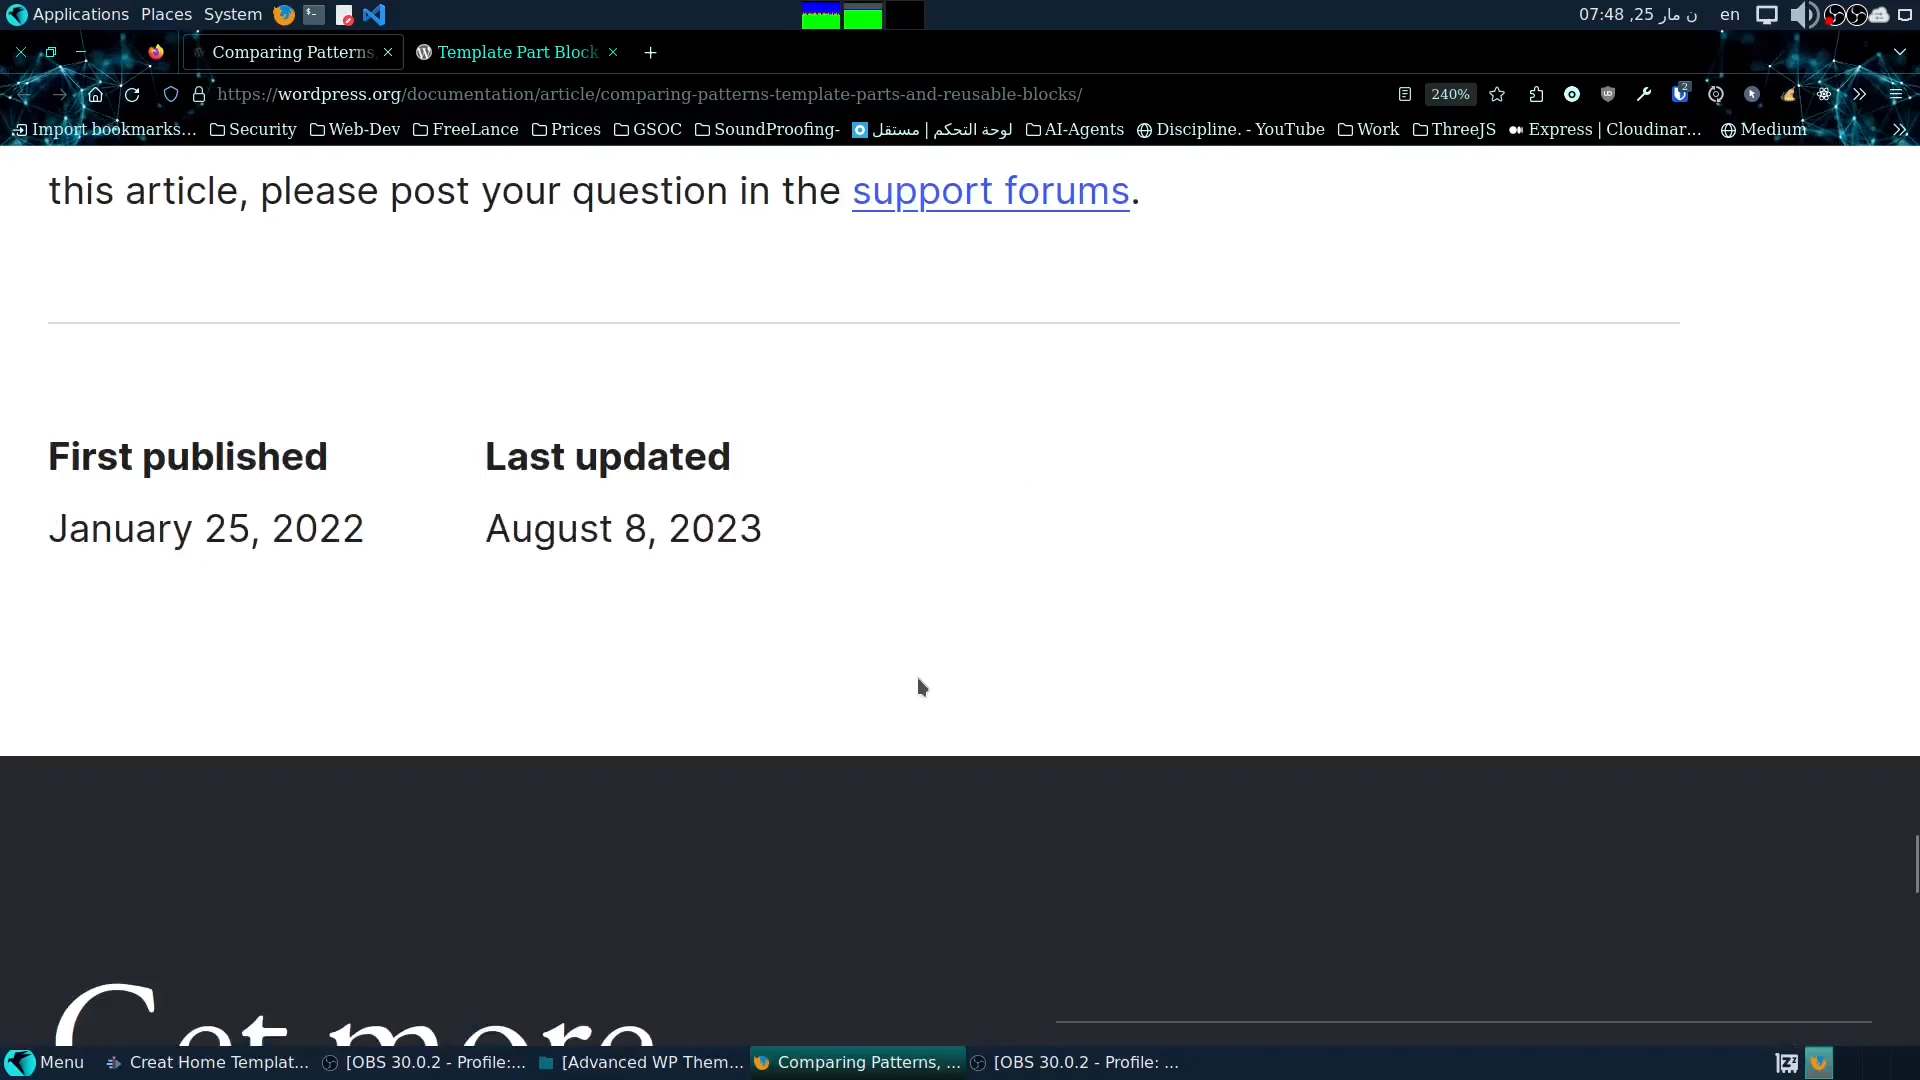 Applications Places System
07:48 ,25 ن مار
en
Comparing Patterns,
Template Part Block
https://wordpress.org/documentation/article/comparing-patterns-template-parts-and-reusable-blocks/
240%
2
Import bookmarks... Security Web-Dev FreeLance Prices GSOC SoundProofing- لوحة التحكم | مستقل AI-Agents Discipline. - YouTube Work ThreeJS Express | Cloudinar... Medium
this article, please post your question in the support forums.
First published Last updated
January 25, 2022 August 8, 2023
Get more
Menu Creat Home Templat... [OBS 30.0.2 - Profile:... [Advanced WP Them... Comparing Patterns, ... [OBS 30.0.2 - Profile: ...